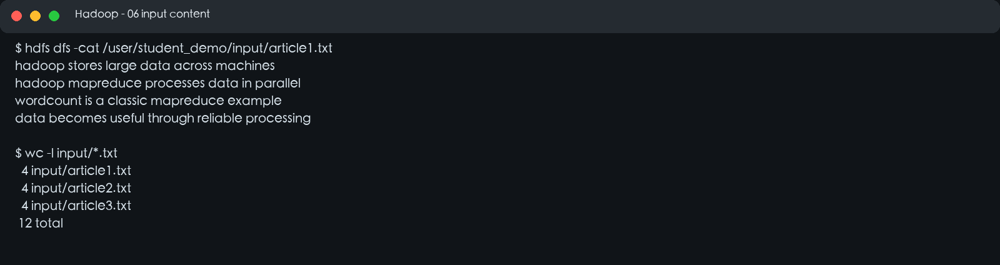 Hadoop - 06 input content
$ hdfs dfs -cat /user/student_demo/input/article1.txt
hadoop stores large data across machines
hadoop mapreduce processes data in parallel
wordcount is a classic mapreduce example
data becomes useful through reliable processing
$ wc -l input/*.txt
4 input/article1.txt
4 input/article2.txt
4 input/article3.txt
12 total